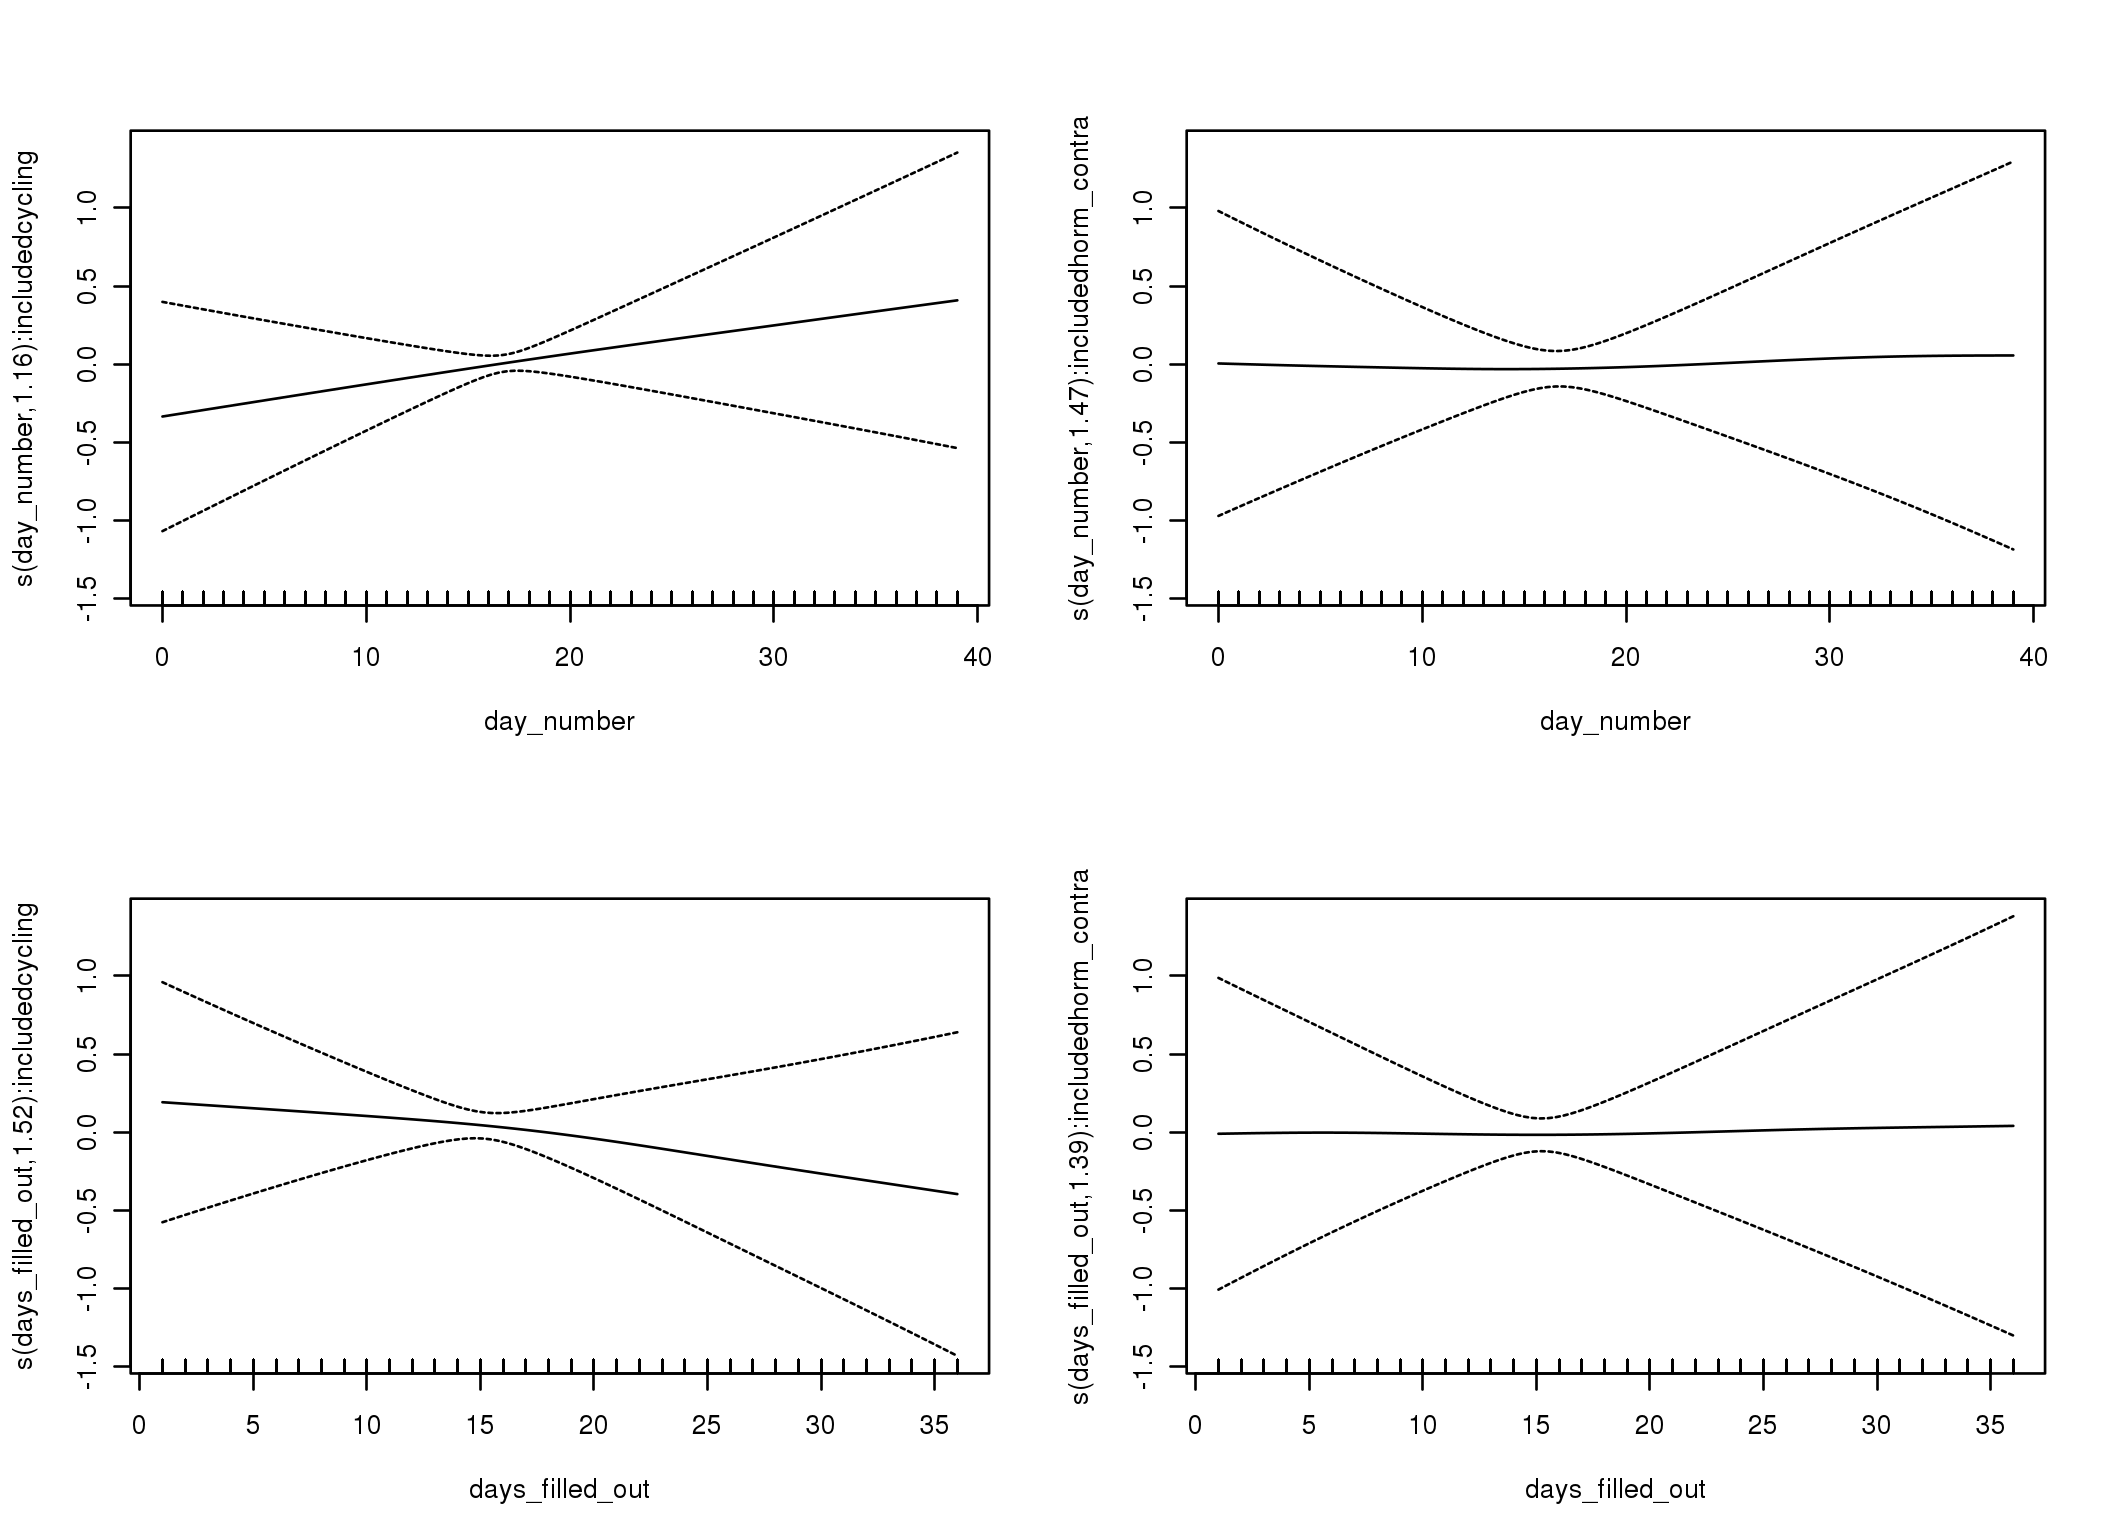 s(day_number,1.16):includedcycling
1.0
0.5
0.0
-0.5
-1.0
-1.5
0 10 20 30 40
day_number
s(day_number,1.47):includedhorm_contra
1.0
0.5
0.0
-0.5
-1.0
-1.5
0 10 20 30 40
day_number
s(days_filled_out,1.52):includedcycling
1.0
0.5
0.0
-0.5
-1.0
-1.5
0 5 10 15 20 25 30 35
days_filled_out
s(days_filled_out,1.39):includedhorm_contra
1.0
0.5
0.0
-0.5
-1.0
-1.5
0 5 10 15 20 25 30 35
days_filled_out